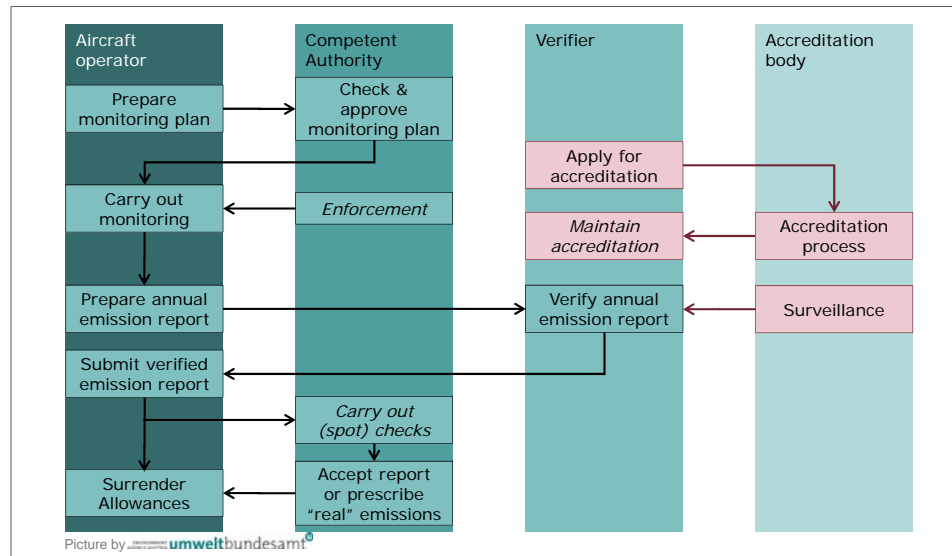 Aircraft
operator
Competent
Authority
Verifier
Accreditation
body
Prepare
monitoring plan
Check &
approve
monitoring plan
Apply for
accreditation
Carry out
monitoring
Enforcement
Maintain
accreditation
Accreditation
process
Prepare annual
emission report
Verify annual
emission report
Surveillance
Submit verified
emission report
Carry out
(spot) checks
Surrender
Allowances
Accept report
or prescribe
“real” emissions
Picture by umweltbundesamt